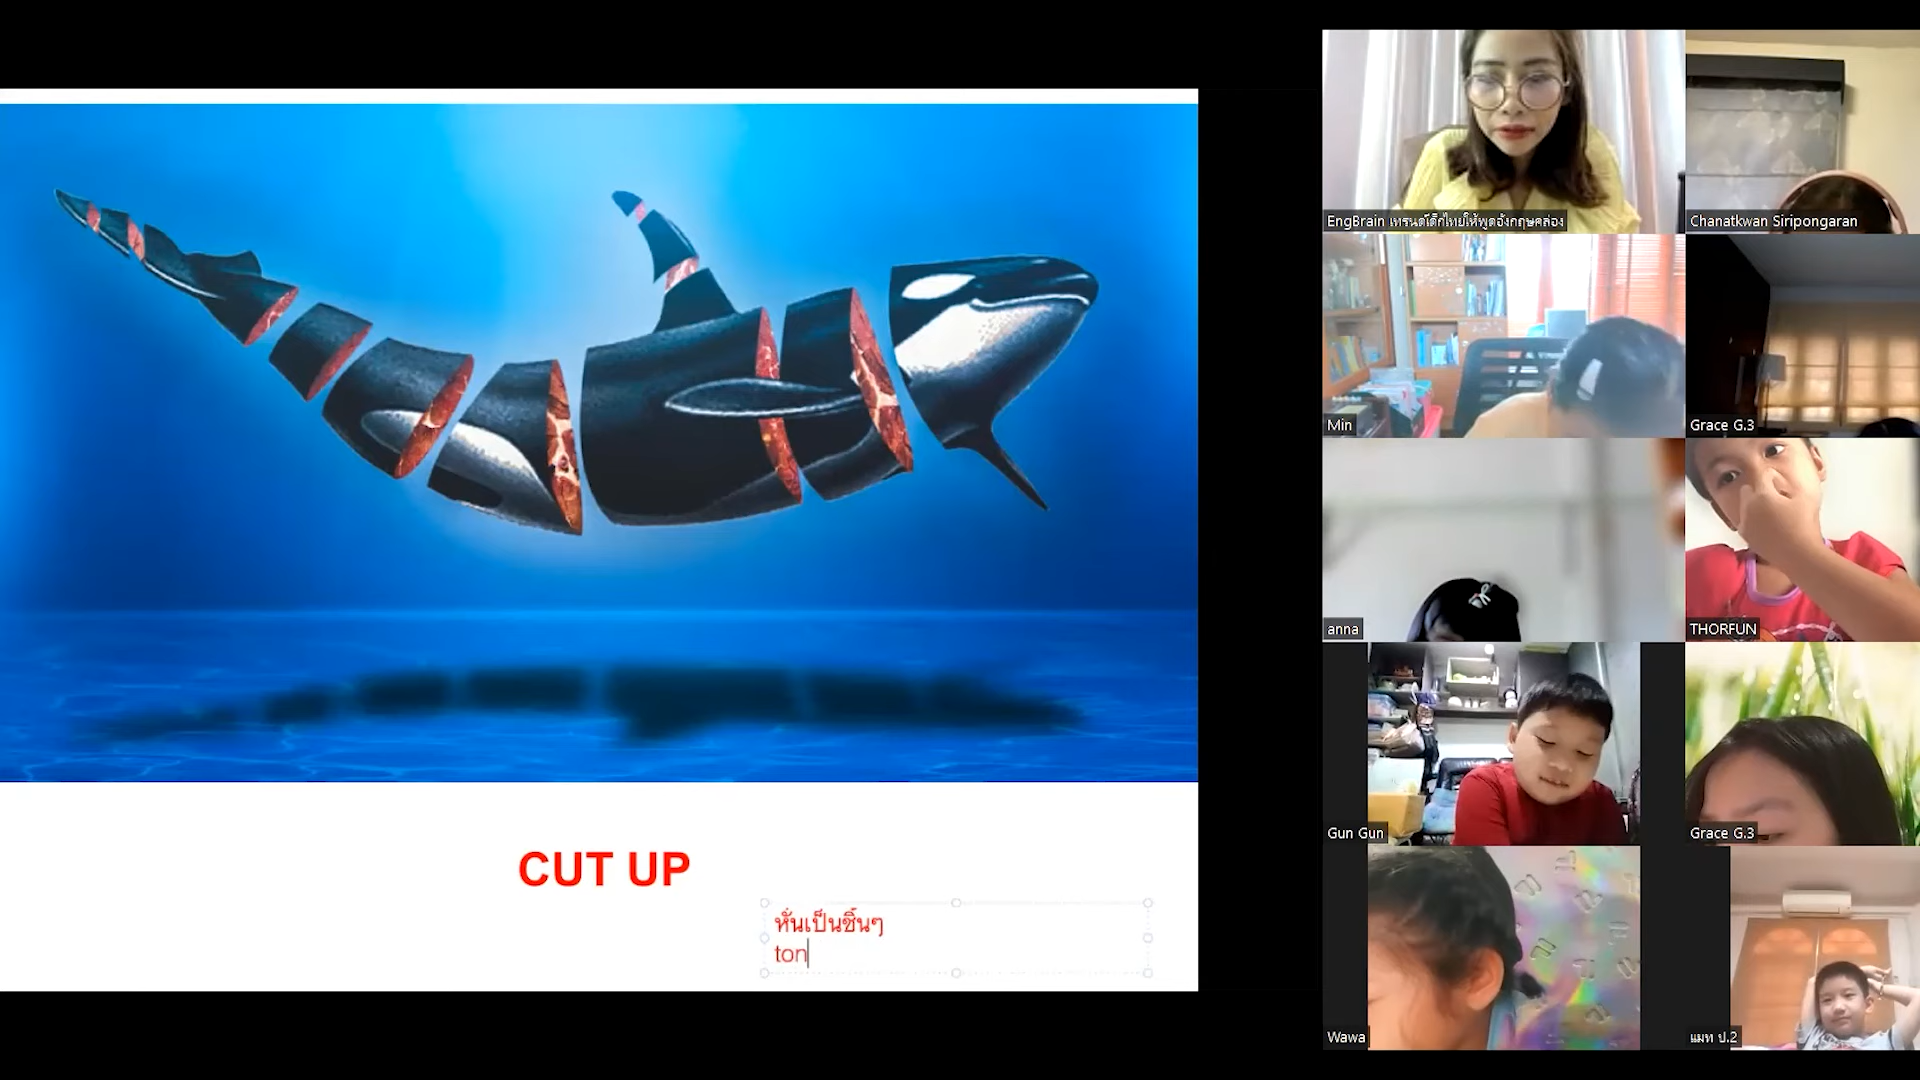 CUT UP
หั่นเป็นชิ้นๆ
ton
EngBrain เทรนด์เด็กไทยให้พูดอังกฤษคล่อง
Chanatkwan Siripongaran
Min
Grace G.3
anna
THORFUN
Gun Gun
Grace G.3
Wawa
แมท ป.2